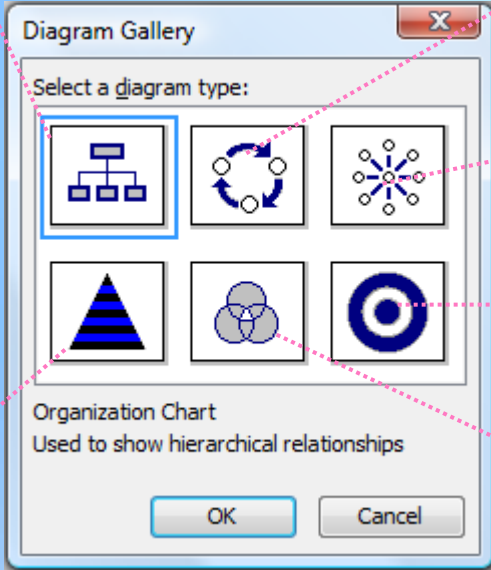 Diagram Gallery
Select a diagram type:
Organization Chart
Used to show hierarchical relationships
OK
Cancel